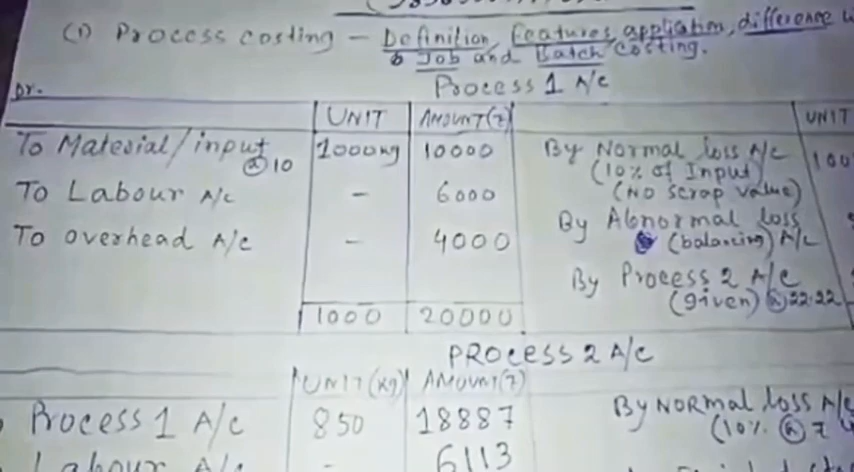 (1) Process costing – Definition, features, application, difference
Job and Batch costing.
Process 1 A/c
Dr.
UNIT AMOUNT(₹) UNIT
To Material/input @ 10 1000kg 10000 By Normal loss A/c 100
(10% of Input)
(NO scrap value)
To Labour A/c – 6000
By Abnormal loss
(balancing) A/c
To overhead A/c – 4000
By Process 2 A/c
(given) @ 22.22
1000 20000
PROCESS 2 A/c
UNIT(kg) AMOUNT(₹)
Process 1 A/c 850 18887 By NORMAL loss A/c
(10% @ 7
Labour A/c – 6113